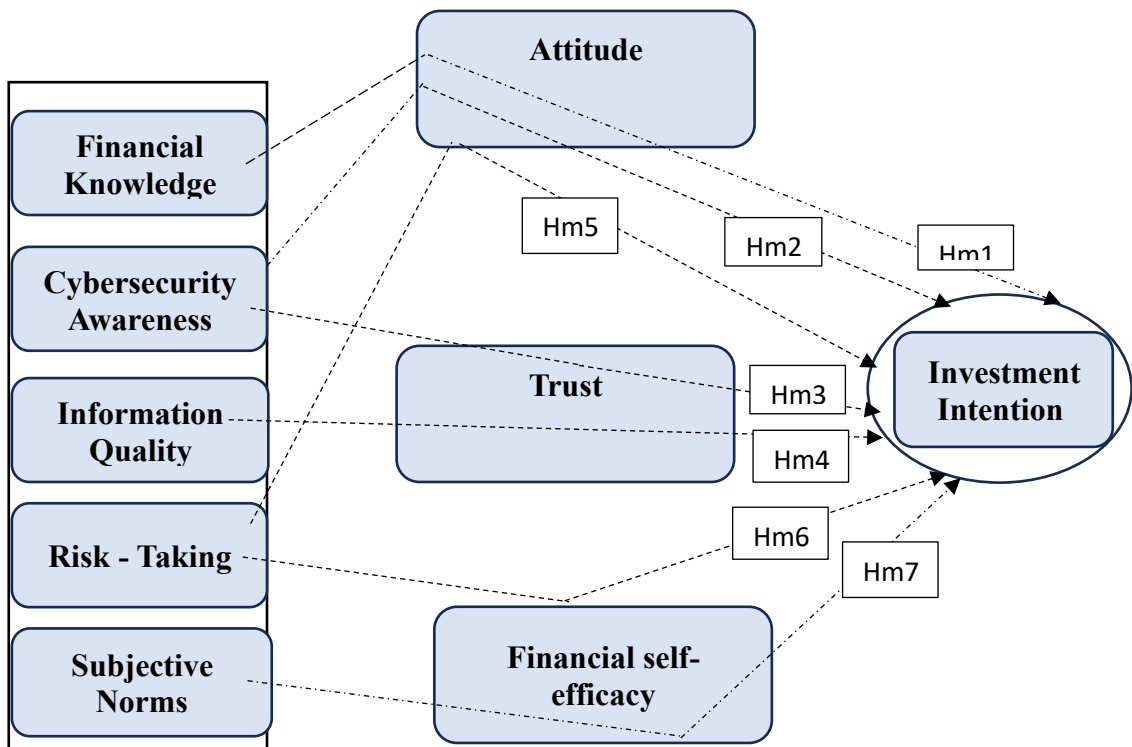 Attitude
Financial
Knowledge
Cybersecurity
Awareness
Information
Quality
Risk - Taking
Subjective
Norms
Hm5
Hm2
Hm1
Trust
Hm3
Hm4
Investment
Intention
Hm6
Hm7
Financial self-
efficacy